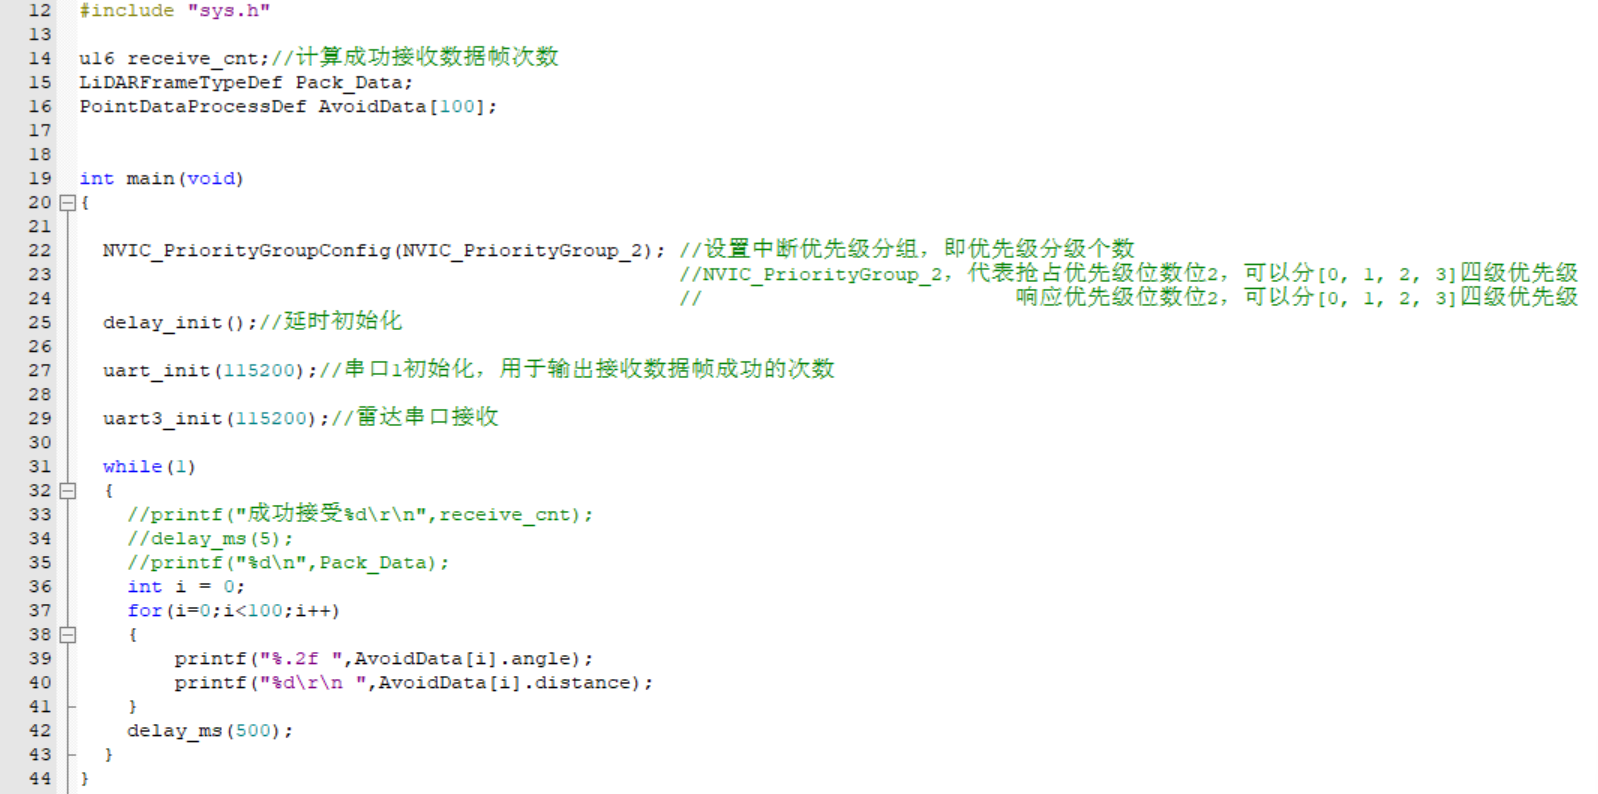 12 #include "sys.h"
13
14 u16 receive_cnt;//计算成功接收数据帧次数
15 LiDARFrameTypeDef Pack_Data;
16 PointDataProcessDef AvoidData[100];
17
18
19 int main(void)
20 {
21
22 NVIC_PriorityGroupConfig(NVIC_PriorityGroup_2); //设置中断优先级分组，即优先级分级个数
23 //NVIC_PriorityGroup_2，代表抢占优先级位数位2，可以分[0, 1, 2, 3]四级优先级
24 // 响应优先级位数位2，可以分[0, 1, 2, 3]四级优先级
25 delay_init();//延时初始化
26
27 uart_init(115200);//串口1初始化，用于输出接收数据帧成功的次数
28
29 uart3_init(115200);//雷达串口接收
30
31 while(1)
32 {
33 //printf("成功接受%d\r\n",receive_cnt);
34 //delay_ms(5);
35 //printf("%d\n",Pack_Data);
36 int i = 0;
37 for(i=0;i<100;i++)
38 {
39 printf("%.2f ",AvoidData[i].angle);
40 printf("%d\r\n ",AvoidData[i].distance);
41 }
42 delay_ms(500);
43 }
44 }